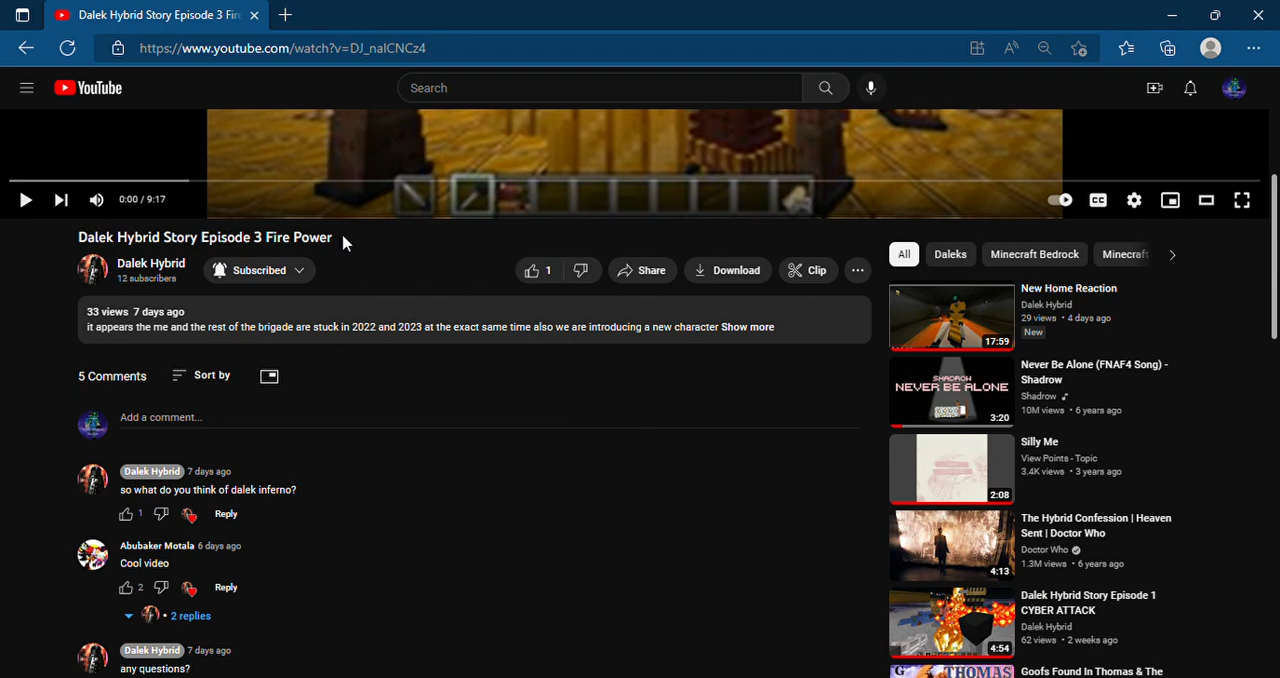 Dalek Hybrid Story Episode 3 Fire
https://www.youtube.com/watch?v=DJ_naICNCz4
YouTube
Search
0:00 / 9:17
CC
Dalek Hybrid Story Episode 3 Fire Power
Dalek Hybrid
12 subscribers
Subscribed
1
Share
Download
Clip
33 views 7 days ago
it appears the me and the rest of the brigade are stuck in 2022 and 2023 at the exact same time also we are introducing a new character Show more
5 Comments
Sort by
Add a comment...
Dalek Hybrid 7 days ago
so what do you think of dalek inferno?
1
Reply
Abubaker Motala 6 days ago
Cool video
2
Reply
• 2 replies
Dalek Hybrid 7 days ago
any questions?
All
Daleks
Minecraft Bedrock
Minecraft
17:59
New Home Reaction
Dalek Hybrid
29 views • 4 days ago
New
SHADROW
NEVER BE ALONE
3:20
Never Be Alone (FNAF4 Song) -
Shadrow
Shadrow
10M views • 6 years ago
2:08
Silly Me
View Points - Topic
3.4K views • 3 years ago
4:13
The Hybrid Confession | Heaven
Sent | Doctor Who
Doctor Who
1.3M views • 6 years ago
4:54
Dalek Hybrid Story Episode 1
CYBER ATTACK
Dalek Hybrid
62 views • 2 weeks ago
THOMAS
Goofs Found In Thomas & The